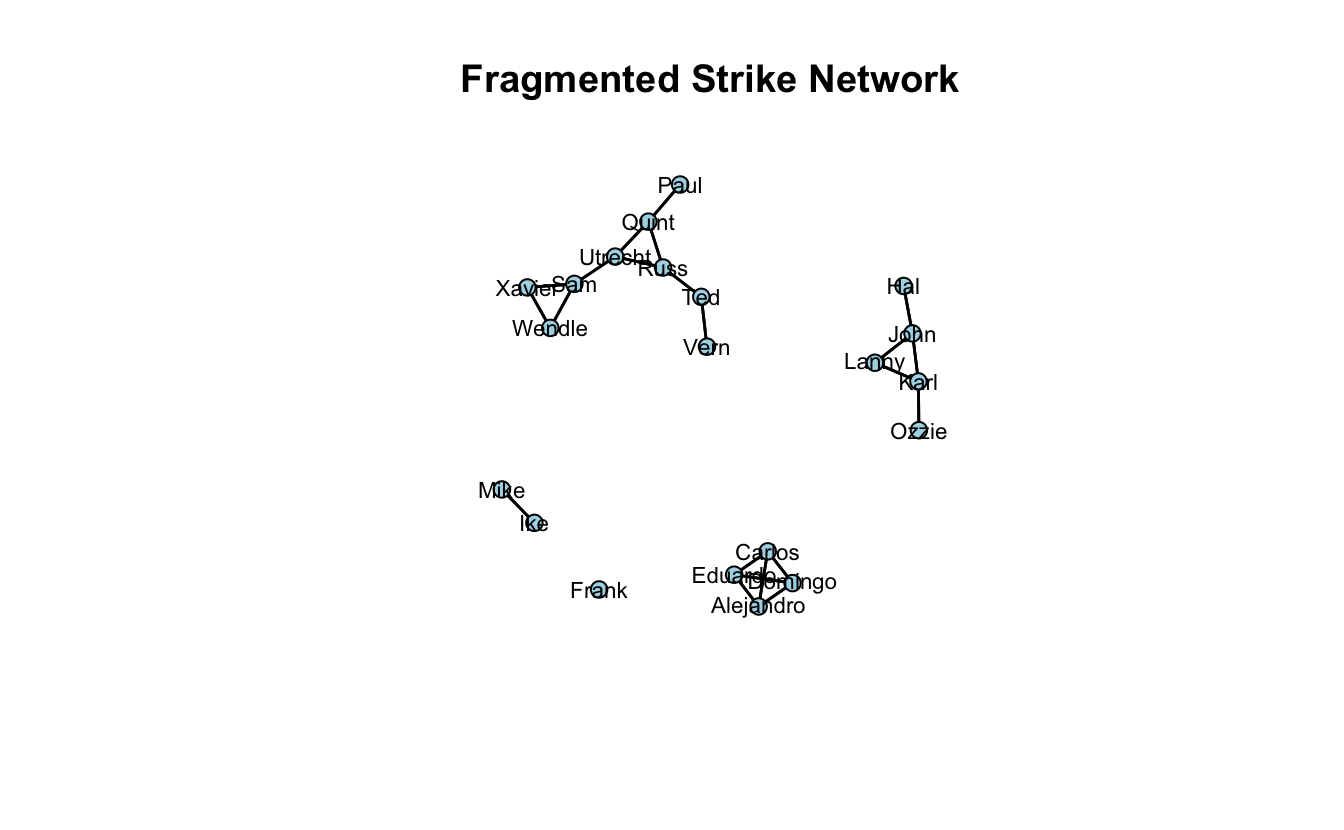 Fragmented Strike Network
Paul
Quint
Utrecht
Russ
Xavier
Sam
Ted
Wendle
Vern
Hal
John
Lanny
Karl
Ozzie
Mike
Ike
Frank
Carlos
Eduardo
Domingo
Alejandro